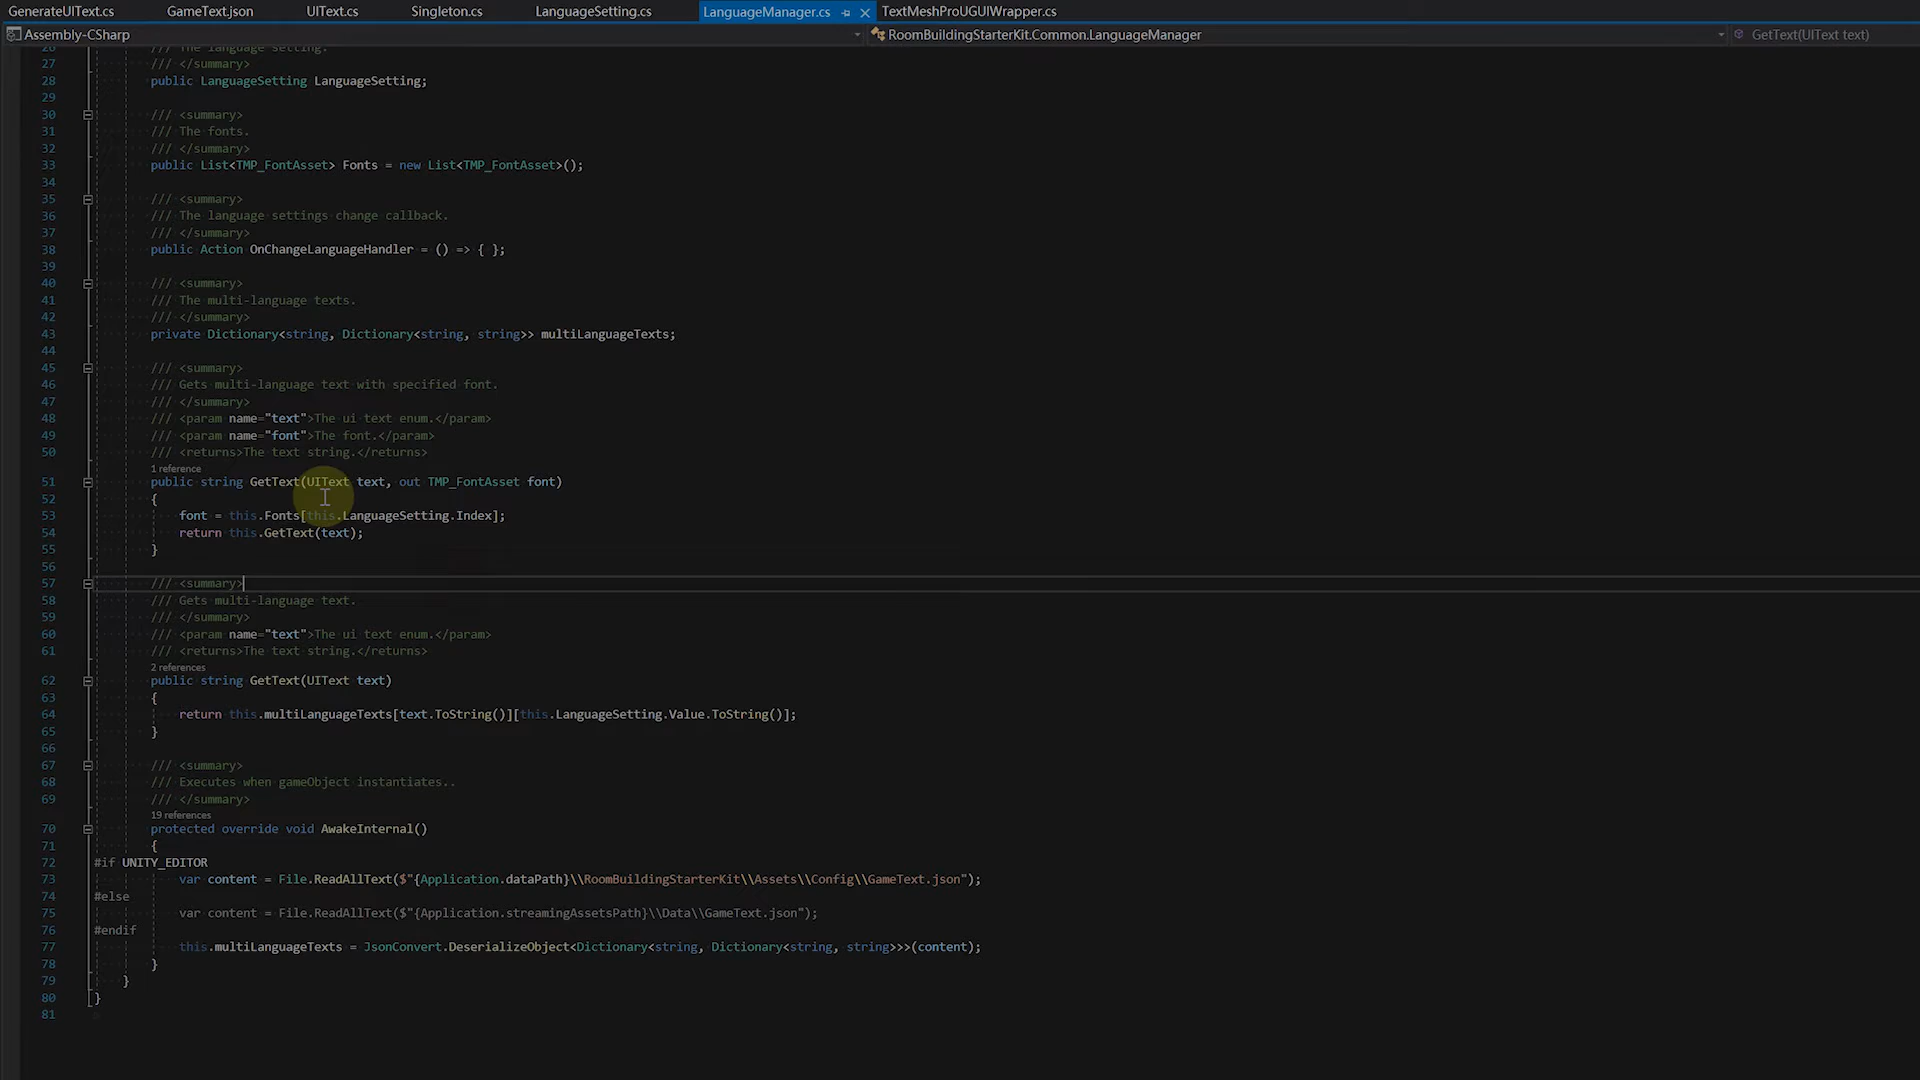 GenerateUIText.cs GameText.json UIText.cs Singleton.cs LanguageSetting.cs LanguageManager.cs TextMeshProUGUIWrapper.cs
Assembly-CSharp RoomBuildingStarterKit.Common.LanguageManager GetText(UIText text)
26 /// The language setting.
27 /// </summary>
28 public LanguageSetting LanguageSetting;
29
30 /// <summary>
31 /// The fonts.
32 /// </summary>
33 public List<TMP_FontAsset> Fonts = new List<TMP_FontAsset>();
34
35 /// <summary>
36 /// The language settings change callback.
37 /// </summary>
38 public Action OnChangeLanguageHandler = () => { };
39
40 /// <summary>
41 /// The multi-language texts.
42 /// </summary>
43 private Dictionary<string, Dictionary<string, string>> multiLanguageTexts;
44
45 /// <summary>
46 /// Gets multi-language text with specified font.
47 /// </summary>
48 /// <param name="text">The ui text enum.</param>
49 /// <param name="font">The font.</param>
50 /// <returns>The text string.</returns>
1 reference
51 public string GetText(UIText text, out TMP_FontAsset font)
52 {
53 font = this.Fonts[this.LanguageSetting.Index];
54 return this.GetText(text);
55 }
56
57 /// <summary>
58 /// Gets multi-language text.
59 /// </summary>
60 /// <param name="text">The ui text enum.</param>
61 /// <returns>The text string.</returns>
2 references
62 public string GetText(UIText text)
63 {
64 return this.multiLanguageTexts[text.ToString()][this.LanguageSetting.Value.ToString()];
65 }
66
67 /// <summary>
68 /// Executes when gameObject instantiates..
69 /// </summary>
19 references
70 protected override void AwakeInternal()
71 {
72 #if UNITY_EDITOR
73 var content = File.ReadAllText($"{Application.dataPath}\\RoomBuildingStarterKit\\Assets\\Config\\GameText.json");
74 #else
75 var content = File.ReadAllText($"{Application.streamingAssetsPath}\\Data\\GameText.json");
76 #endif
77 this.multiLanguageTexts = JsonConvert.DeserializeObject<Dictionary<string, Dictionary<string, string>>>(content);
78 }
79 }
80 }
81